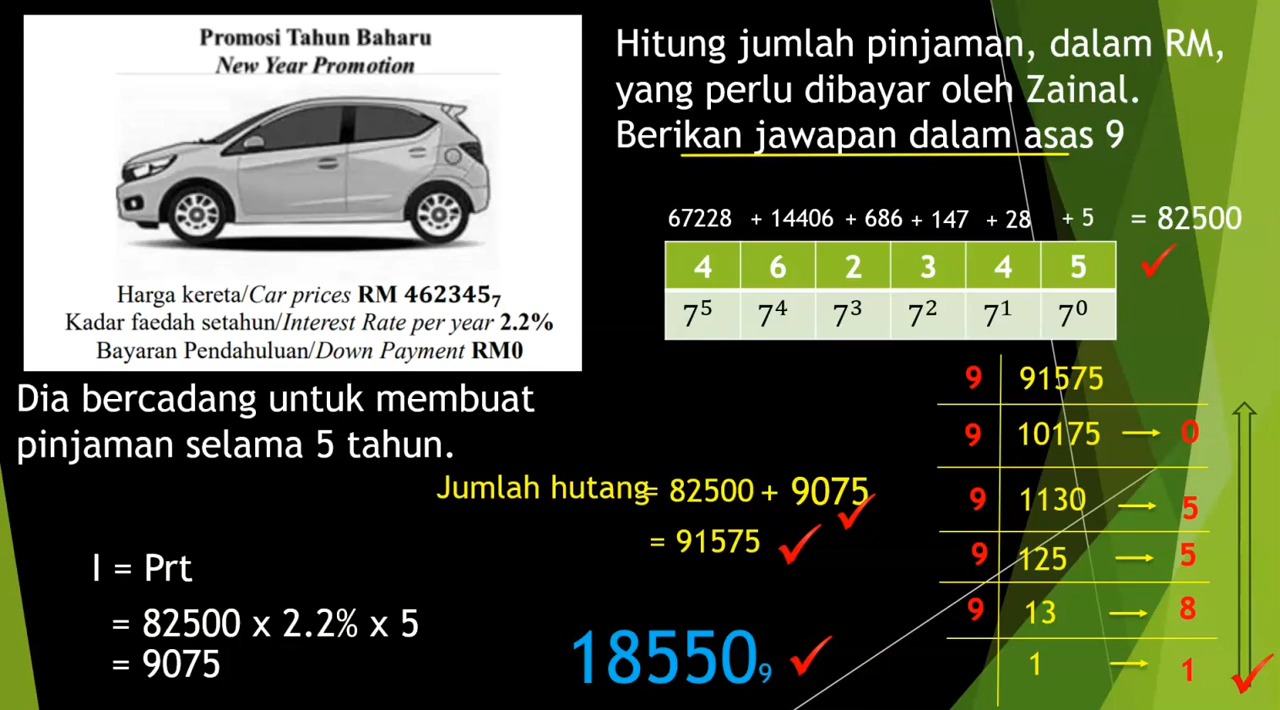 Promosi Tahun Baharu
New Year Promotion
Harga kereta/Car prices RM 462345₇
Kadar faedah setahun/Interest Rate per year 2.2%
Bayaran Pendahuluan/Down Payment RM0
Dia bercadang untuk membuat
pinjaman selama 5 tahun.
Hitung jumlah pinjaman, dalam RM,
yang perlu dibayar oleh Zainal.
Berikan jawapan dalam asas 9
67228 + 14406 + 686 + 147 + 28 + 5 = 82500
4 6 2 3 4 5
7⁵ 7⁴ 7³ 7² 7¹ 7⁰
I = Prt
= 82500 x 2.2% x 5
= 9075
Jumlah hutang = 82500 + 9075
= 91575
9 91575
9 10175 → 0
9 1130 → 5
9 125 → 5
9 13 → 8
1 → 1
18550₉